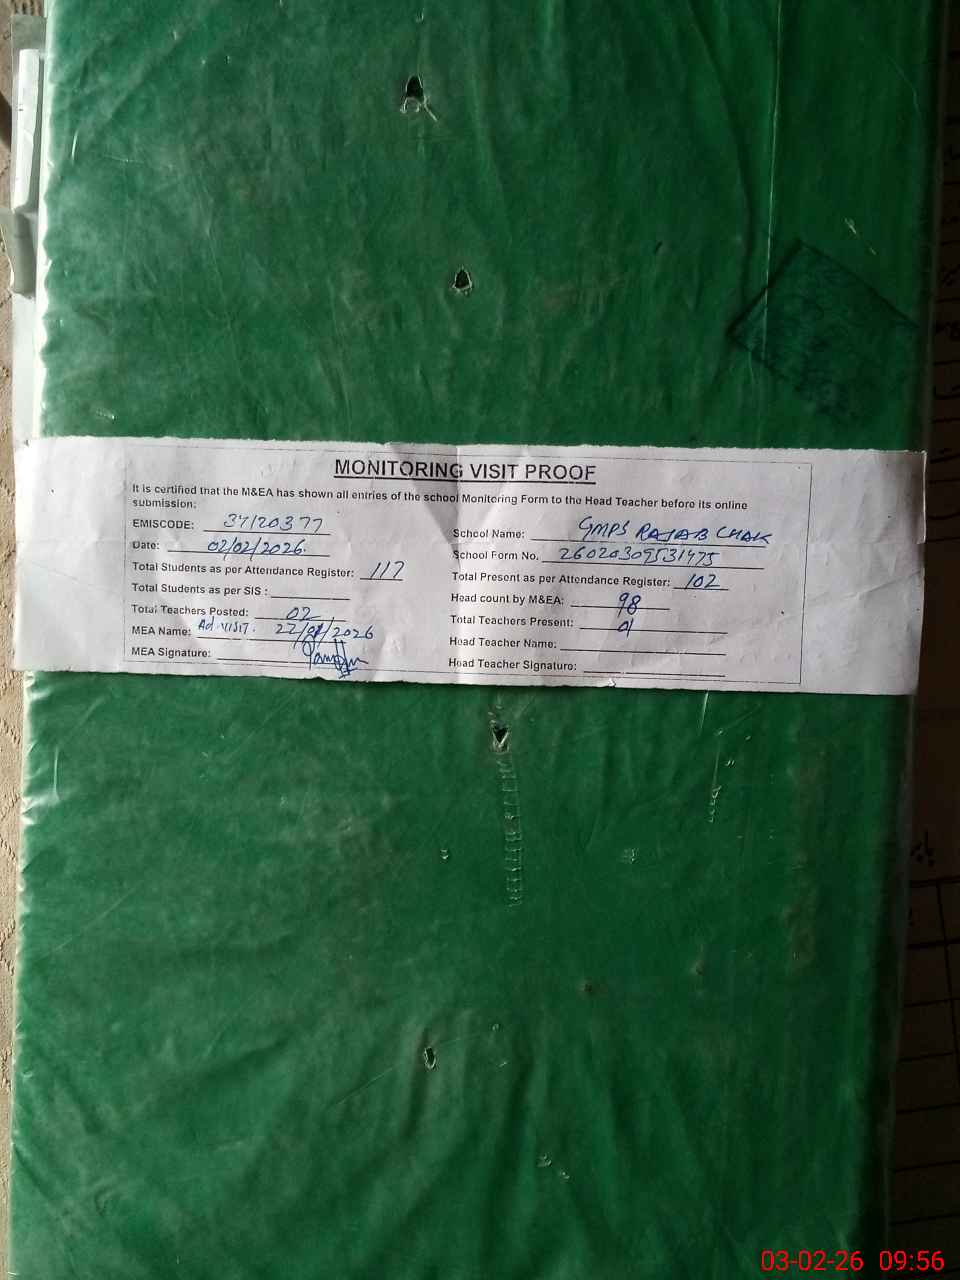 MONITORING VISIT PROOF
It is certified that the M&EA has shown all entries of the school Monitoring Form to the Head Teacher before its online
submission:
EMISCODE: 37120377
School Name: GMPS RAJAB CHAK
Date: 02/02/2026.
School Form No. 26020309531475
Total Students as per Attendance Register: 117
Total Present as per Attendance Register: 102
Total Students as per SIS :
Head count by M&EA: 98
Total Teachers Posted: 02
Total Teachers Present: 01
MEA Name: Ad. VISIT. 22/01/2026
Head Teacher Name:
MEA Signature:
Head Teacher Signature:
03-02-26 09:56